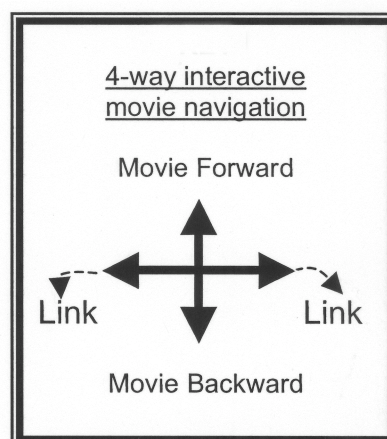 4-way interactive
movie navigation
Movie Forward
Link
Link
Movie Backward